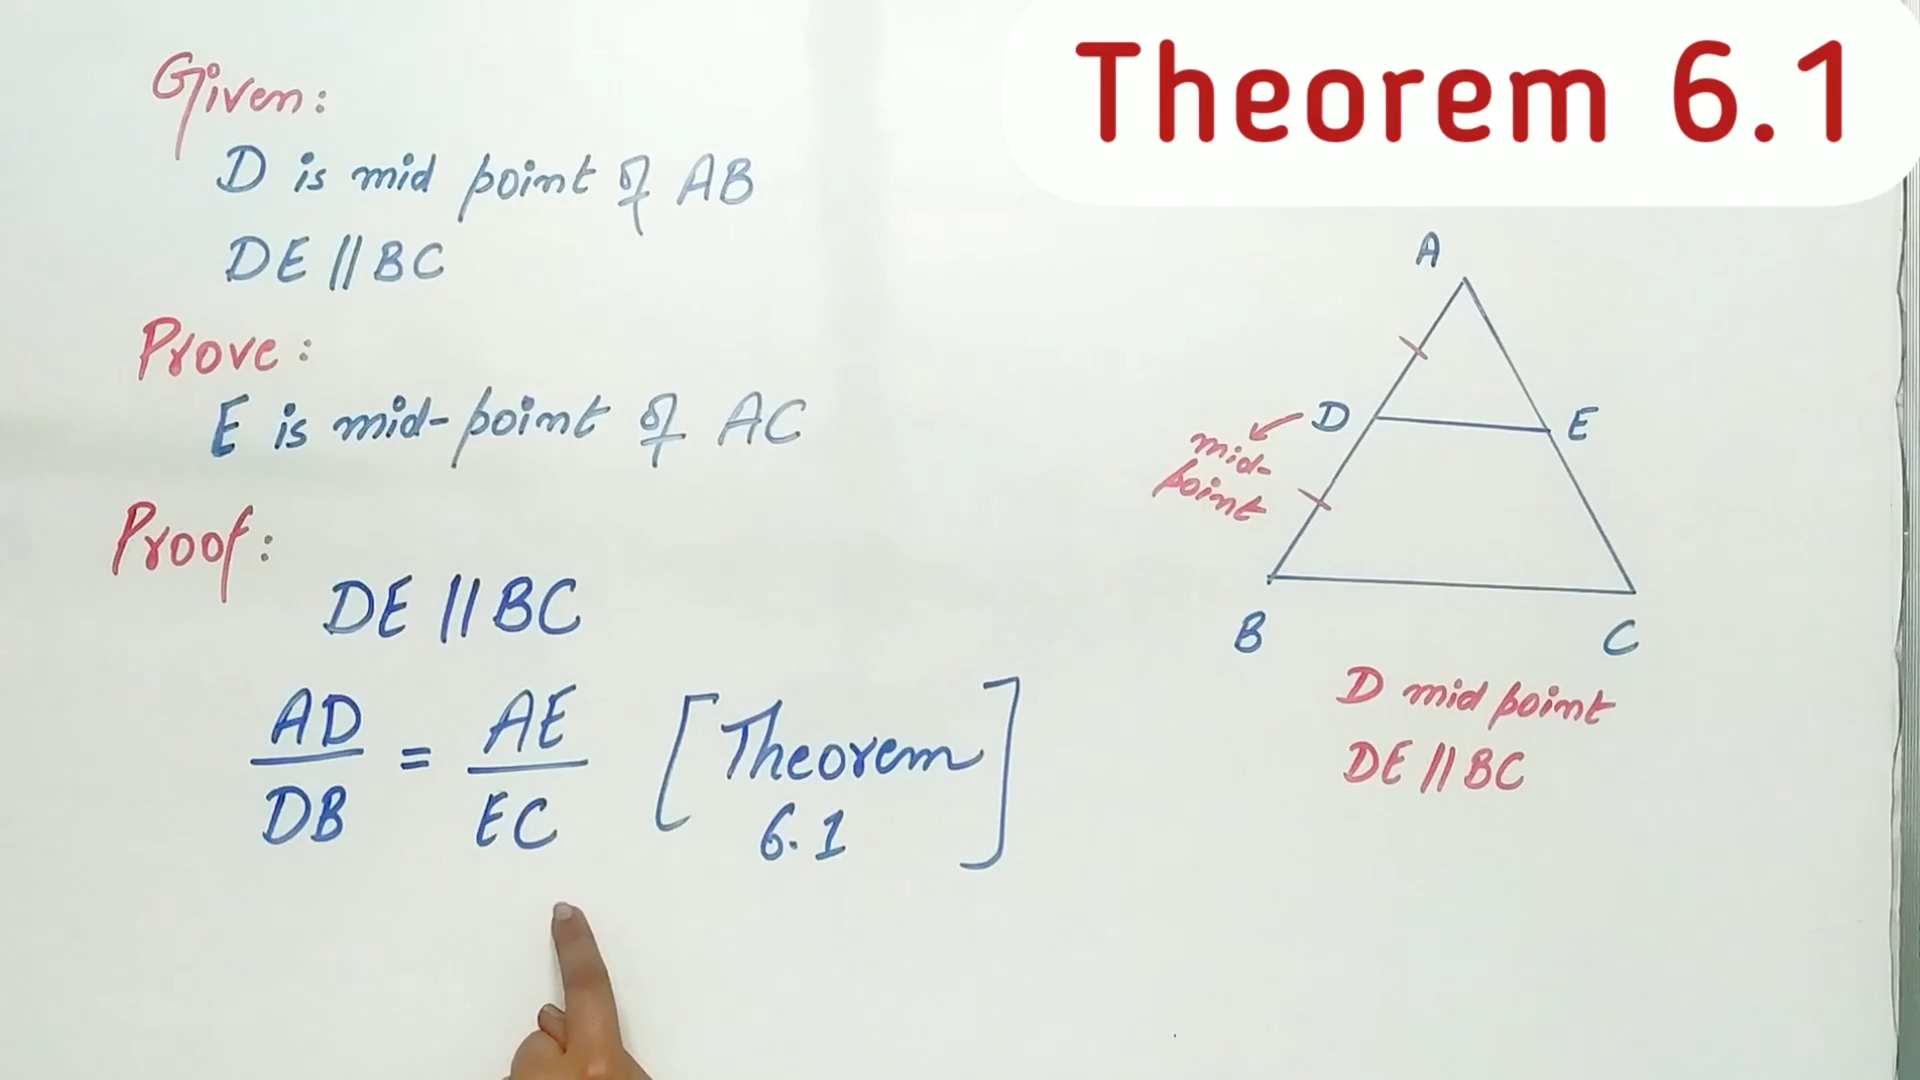 Theorem 6.1
Given:
D is mid point of AB
DE || BC
Prove:
E is mid-point of AC
Proof:
DE || BC
AD/DB = AE/EC [Theorem 6.1]
A
D
E
mid-
point
B
C
D mid point
DE || BC